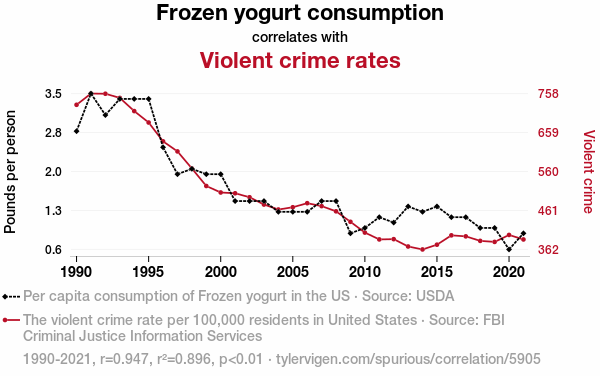 Frozen yogurt consumption
correlates with
Violent crime rates
Pounds per person
3.5
2.8
2.0
1.3
0.6
758
659
560
461
362
Violent crime
1990
1995
2000
2005
2010
2015
2020
Per capita consumption of Frozen yogurt in the US · Source: USDA
The violent crime rate per 100,000 residents in United States · Source: FBI
Criminal Justice Information Services
1990-2021, r=0.947, r²=0.896, p<0.01 · tylervigen.com/spurious/correlation/5905